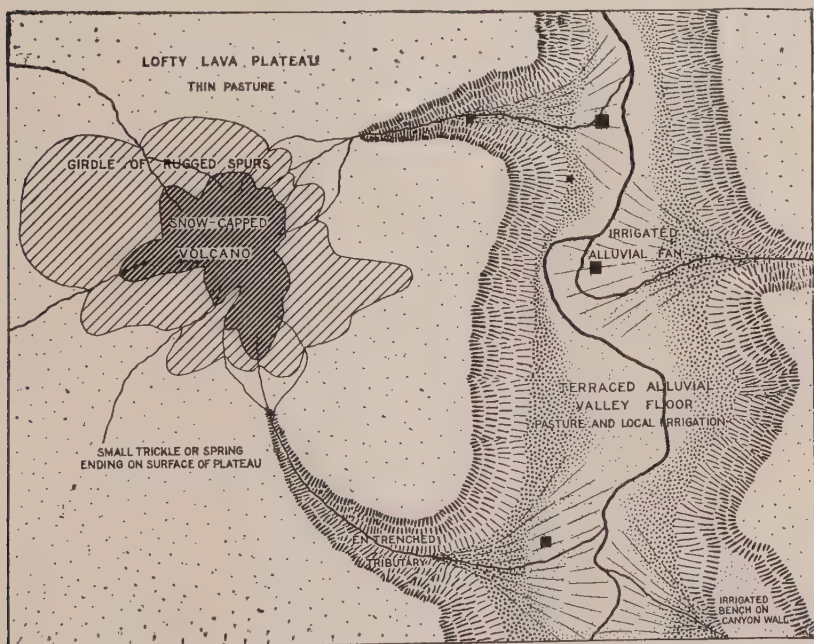 LOFTY LAVA PLATEAU
THIN PASTURE
GIRDLE OF RUGGED SPURS
SNOW-CAPPED
VOLCANO
IRRIGATED
ALLUVIAL FAN
TERRACED ALLUVIAL
VALLEY FLOOR
PASTURE AND LOCAL IRRIGATION
SMALL TRICKLE OR SPRING
ENDING ON SURFACE OF PLATEAU
ENTRENCHED
TRIBUTARY
IRRIGATED
BENCH ON
CANYON WALL